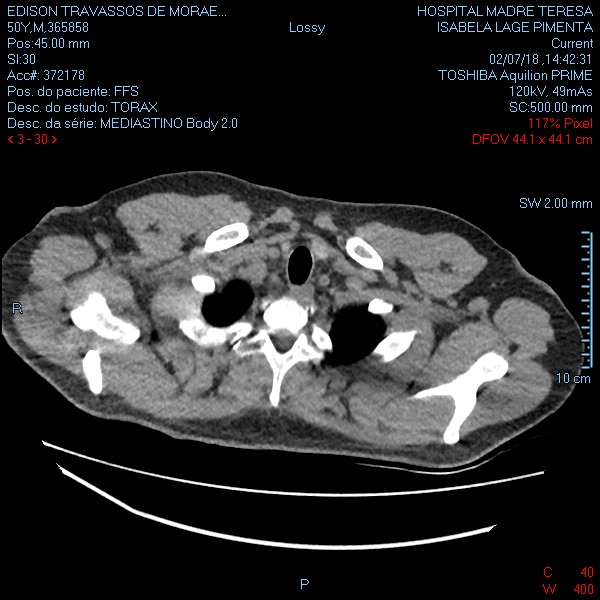 EDISON TRAVASSOS DE MORAE...
50Y,M,365858
Pos:45.00 mm
SI:30
Acc#: 372178
Pos. do paciente: FFS
Desc. do estudo: TORAX
Desc. da série: MEDIASTINO Body 2.0
< 3 - 30 >
Lossy
HOSPITAL MADRE TERESA
ISABELA LAGE PIMENTA
Current
02/07/18 ,14:42:31
TOSHIBA Aquilion PRIME
120kV, 49mAs
SC:500.00 mm
117% Pixel
DFOV 44.1 x 44.1 cm
SW 2.00 mm
R
10 cm
P
C 40
W 400